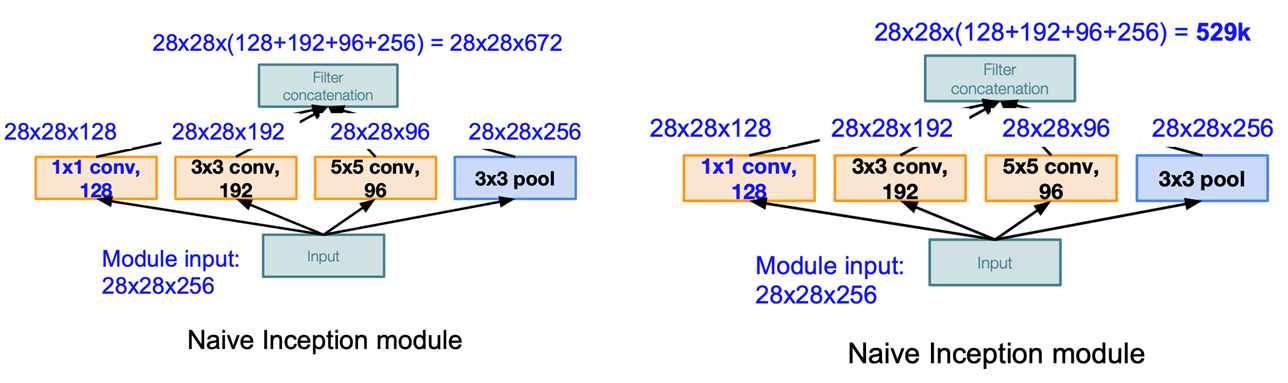 28x28x(128+192+96+256) = 28x28x672
Filter
concatenation
28x28x128
28x28x192
28x28x96
28x28x256
1x1 conv,
128
3x3 conv,
192
5x5 conv,
96
3x3 pool
Input
Module input:
28x28x256
Naive Inception module
28x28x(128+192+96+256) = 529k
Filter
concatenation
28x28x128
28x28x192
28x28x96
28x28x256
1x1 conv,
128
3x3 conv,
192
5x5 conv,
96
3x3 pool
Input
Module input:
28x28x256
Naive Inception module